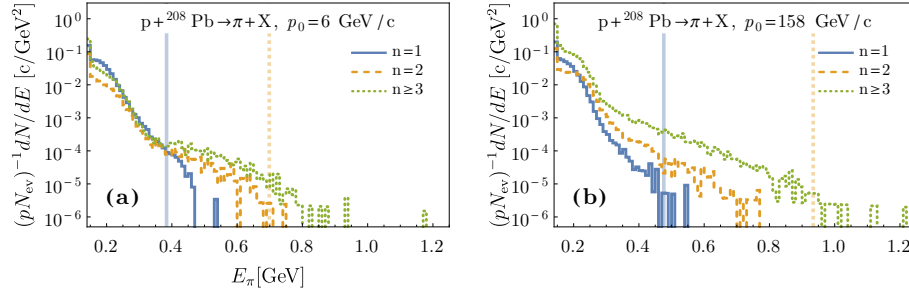 p+²⁰⁸Pb→π+X, p₀=6 GeV/c
(pN_ev)⁻¹dN/dE [c/GeV²]
10⁰
10⁻¹
10⁻²
10⁻³
10⁻⁴
10⁻⁵
10⁻⁶
n=1
n=2
n≥3
(a)
0.2 0.4 0.6 0.8 1.0 1.2
E_π[GeV]
p+²⁰⁸Pb→π+X, p₀=158 GeV/c
(pN_ev)⁻¹dN/dE [c/GeV²]
10⁰
10⁻¹
10⁻²
10⁻³
10⁻⁴
10⁻⁵
10⁻⁶
n=1
n=2
n≥3
(b)
0.2 0.4 0.6 0.8 1.0 1.2